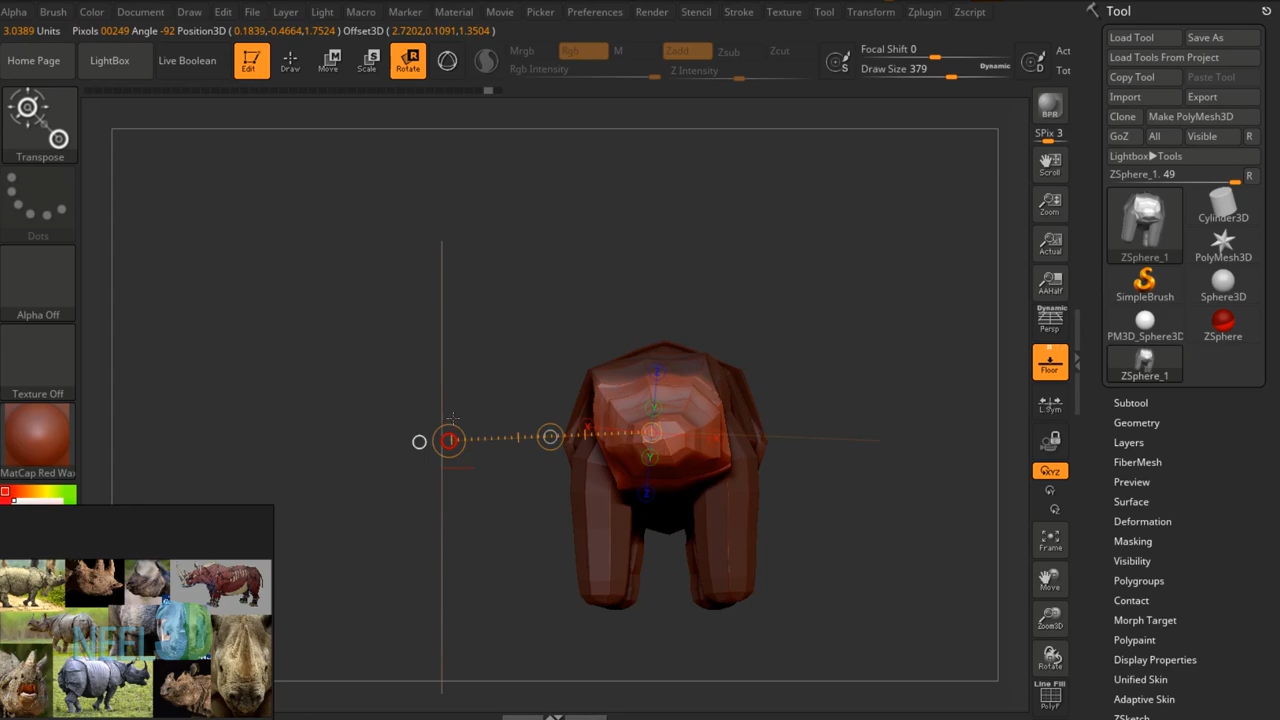 Alpha Brush Color Document Draw Edit File Edit Layer Light Macro Marker Material Movie Picker Preferences Render Stencil Stroke Texture Tool Transform Zplugin Zscript
3.0389 Units Pixols 00249 Angle -92 Position3D ( 0.1839,-0.4664,1.7524 ) Offset3D ( 2.7202,0.1091,1.3504 )
Home Page LightBox Live Boolean Edit Draw Move Scale Rotate
Mrgb Rgb M Zadd Zsub Zcut
Rgb Intensity Z Intensity
S
Focal Shift 0
Draw Size 379 Dynamic
D
Act
Tot
Transpose
Dots
Alpha Off
Texture Off
MatCap Red Wax
NEEL 3D
X
Y
Z
Y
Z
BPR
SPix 3
Scroll
Zoom
Actual
AAHalf
Dynamic
Persp
Floor
L.Sym
XYZ
Y
Z
Frame
Move
Zoom3D
Rotate
Line Fill
PolyF
Tool
Load Tool Save As
Load Tools From Project
Copy Tool Paste Tool
Import Export
Clone Make PolyMesh3D
GoZ All Visible R
Lightbox▶Tools
ZSphere_1. 49 R
ZSphere_1
Cylinder3D
PolyMesh3D
SimpleBrush Sphere3D
PM3D_Sphere3D ZSphere
ZSphere_1
Subtool
Geometry
Layers
FiberMesh
Preview
Surface
Deformation
Masking
Visibility
Polygroups
Contact
Morph Target
Polypaint
Display Properties
Unified Skin
Adaptive Skin
ZSketch